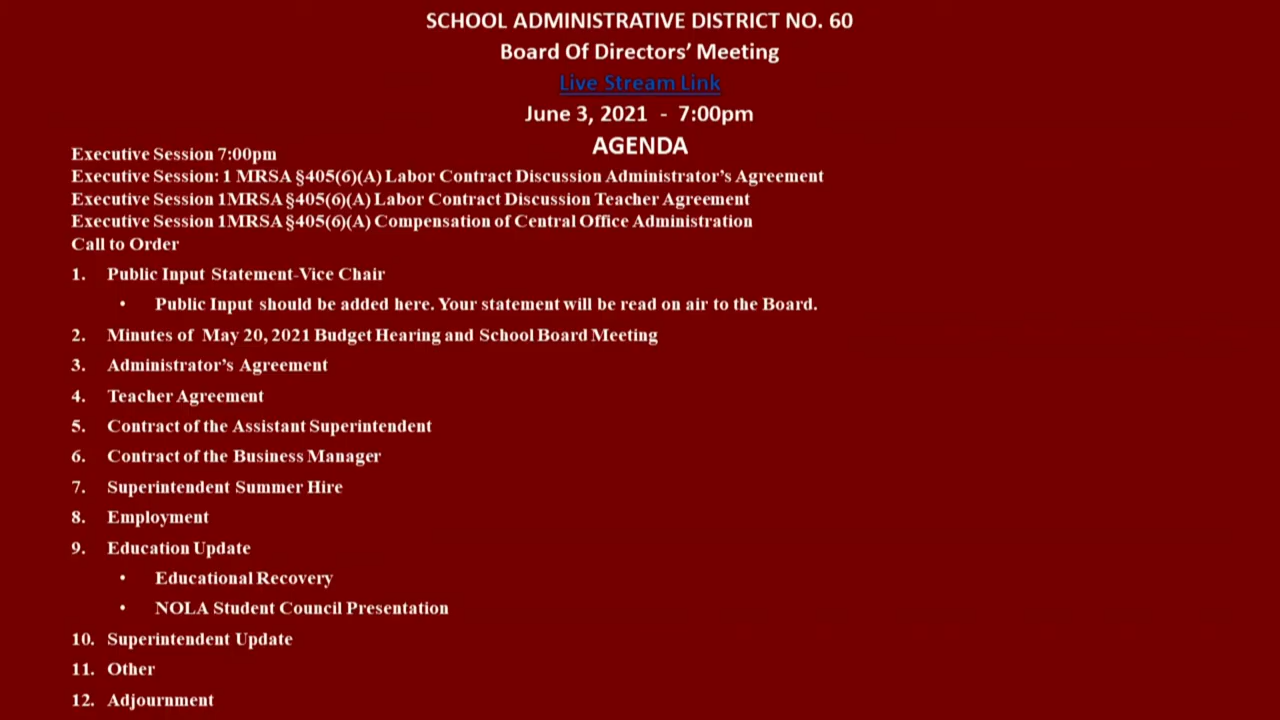 SCHOOL ADMINISTRATIVE DISTRICT NO. 60
Board Of Directors’ Meeting
Live Stream Link
June 3, 2021 - 7:00pm
AGENDA
Executive Session 7:00pm
Executive Session: 1 MRSA §405(6)(A) Labor Contract Discussion Administrator’s Agreement
Executive Session 1MRSA §405(6)(A) Labor Contract Discussion Teacher Agreement
Executive Session 1MRSA §405(6)(A) Compensation of Central Office Administration
Call to Order
1. Public Input Statement-Vice Chair
• Public Input should be added here. Your statement will be read on air to the Board.
2. Minutes of May 20, 2021 Budget Hearing and School Board Meeting
3. Administrator’s Agreement
4. Teacher Agreement
5. Contract of the Assistant Superintendent
6. Contract of the Business Manager
7. Superintendent Summer Hire
8. Employment
9. Education Update
• Educational Recovery
• NOLA Student Council Presentation
10. Superintendent Update
11. Other
12. Adjournment